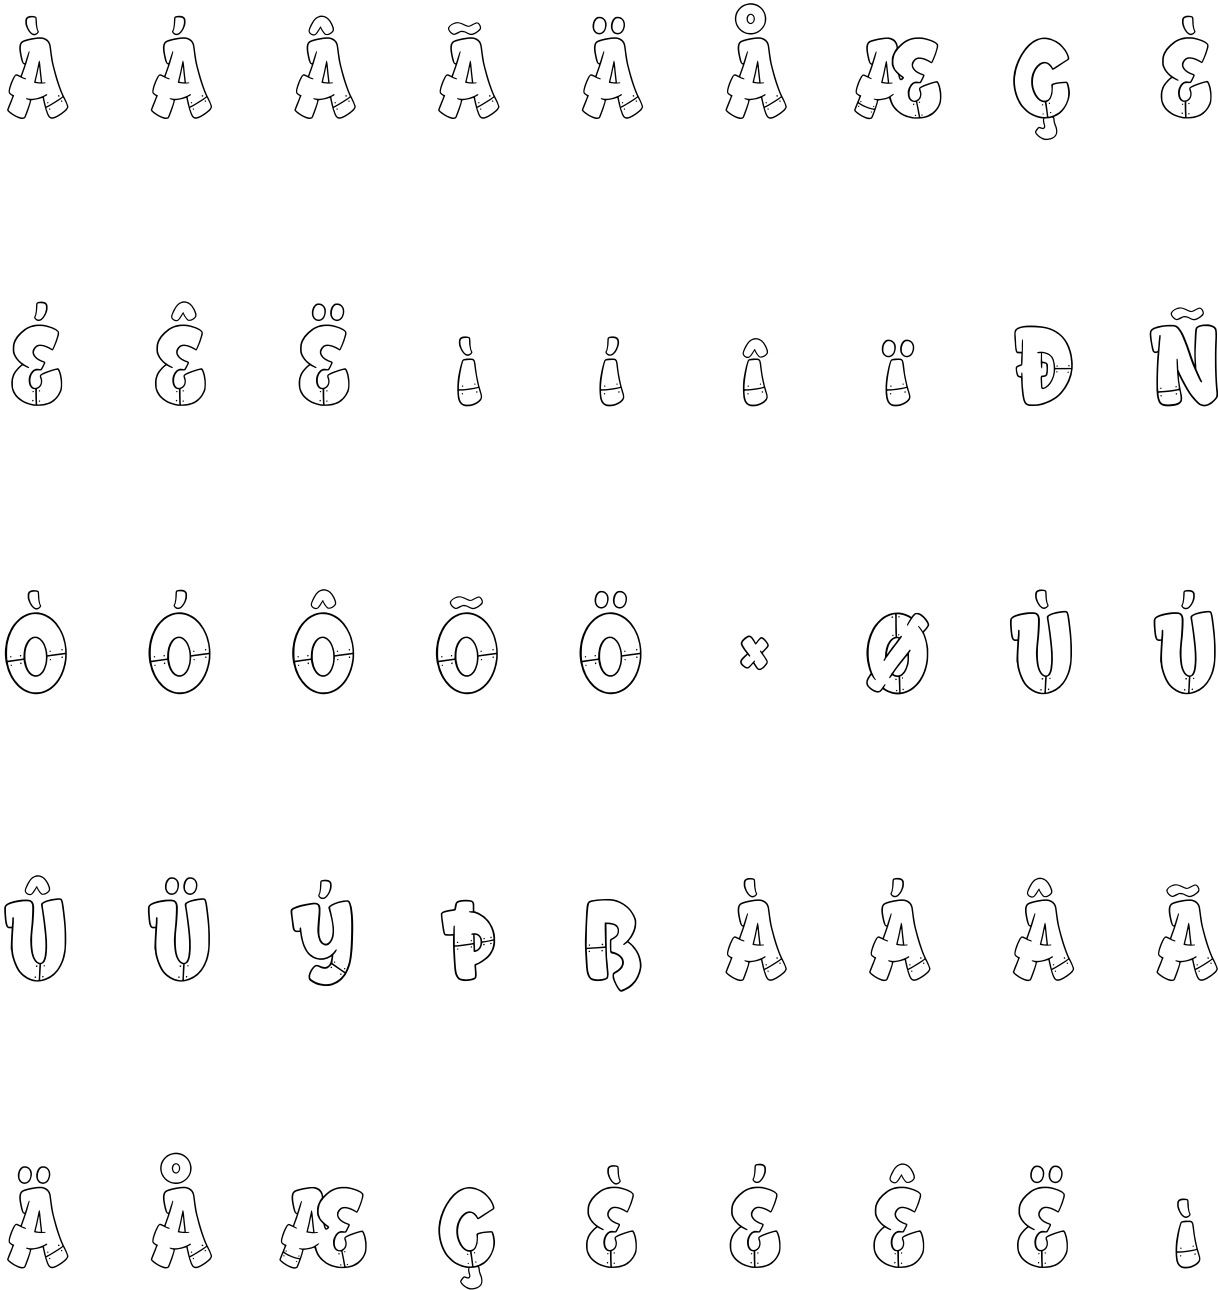 À Á Â Ã Ä Å Æ Ç È
É Ê Ë Ì Í Î Ï Ð Ñ
Ò Ó Ô Õ Ö × Ø Ù Ú
Û Ü Ý Þ ß À Á Â Ã
Ä Å Æ Ç È É Ê Ë Ì